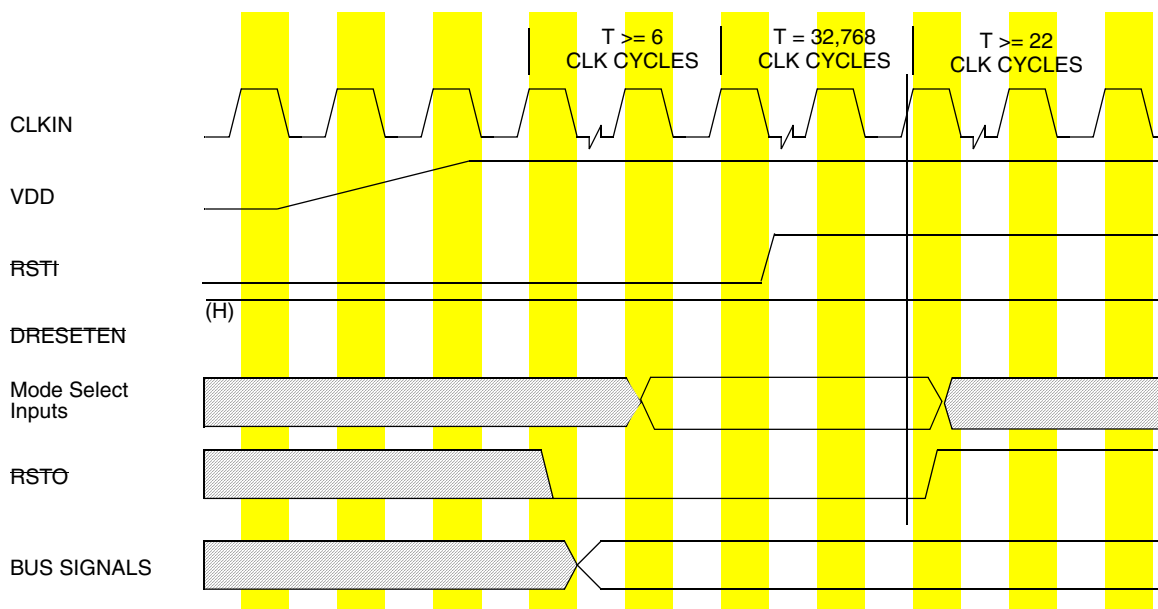 T >= 6
CLK CYCLES
T = 32,768
CLK CYCLES
T >= 22
CLK CYCLES
CLKIN
VDD
RSTI
(H)
DRESETEN
Mode Select
Inputs
RSTO
BUS SIGNALS